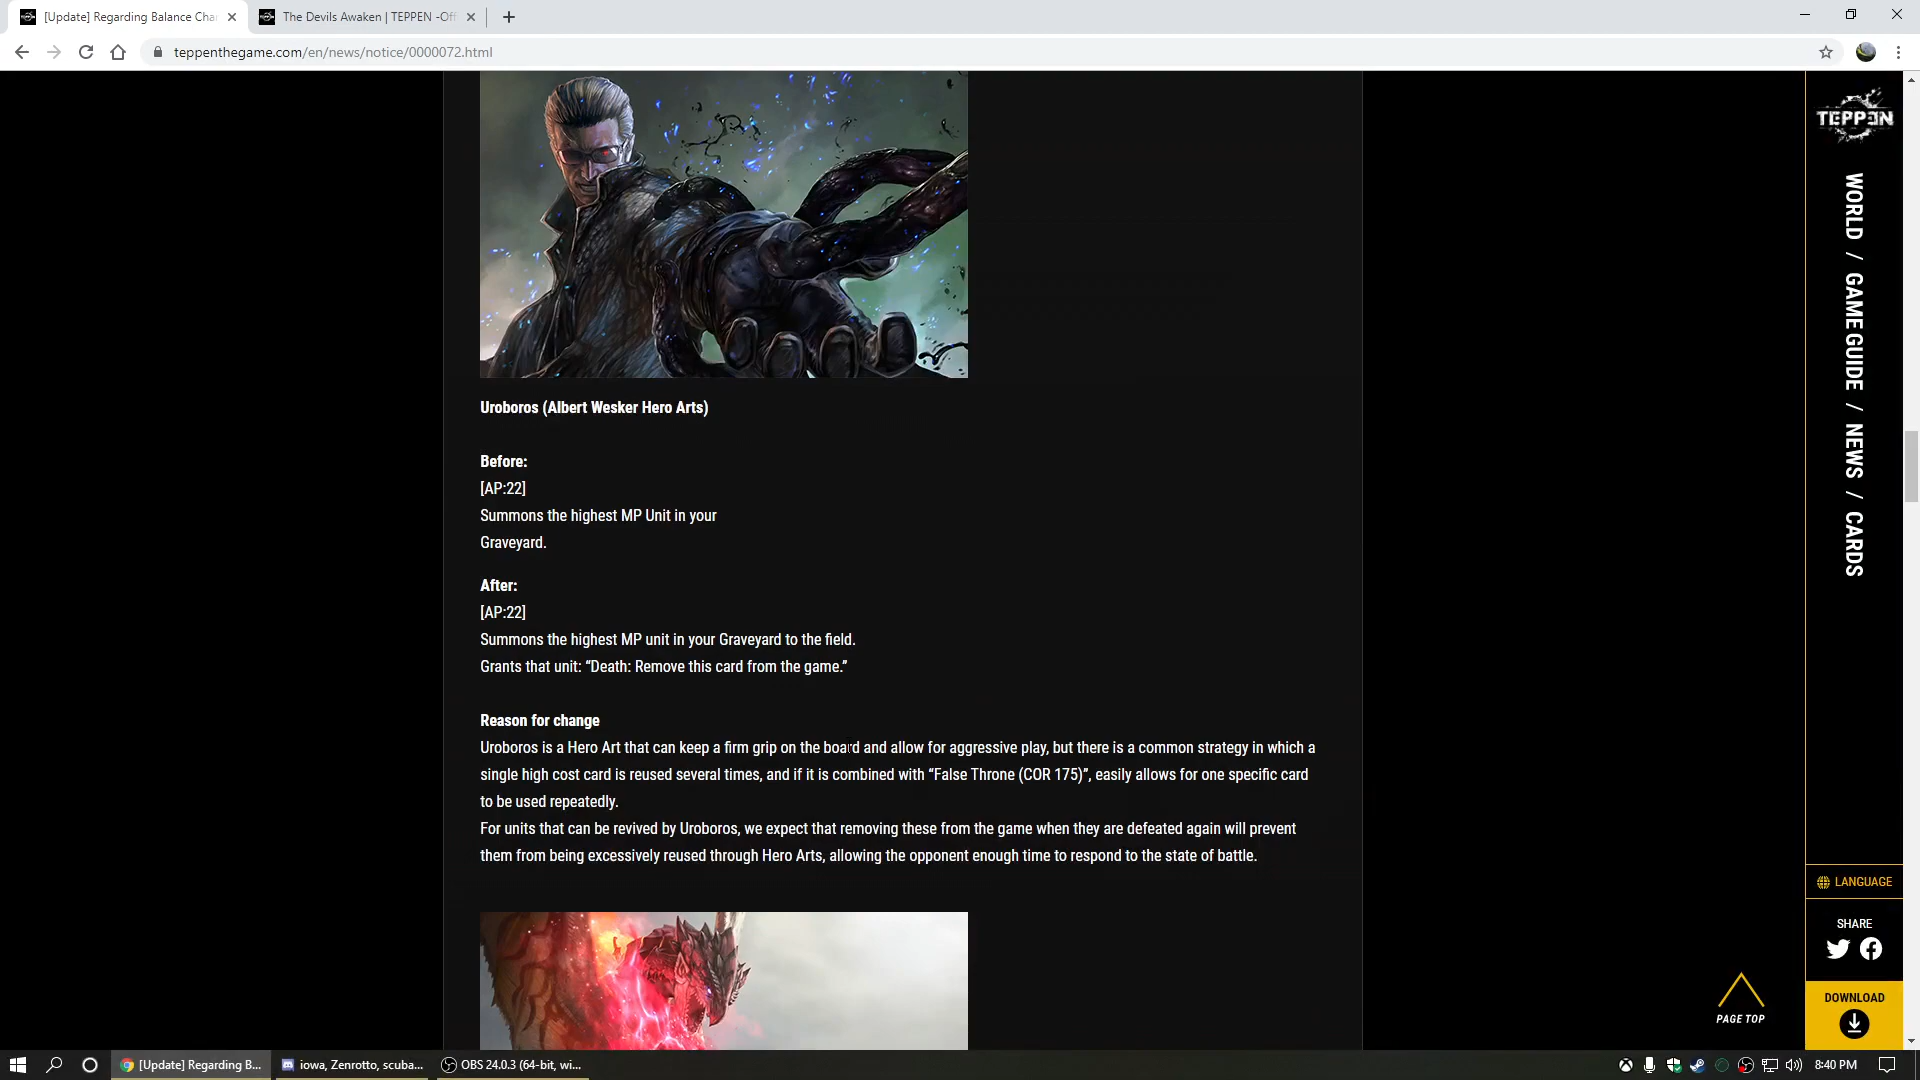 [Update] Regarding Balance Cha
The Devils Awaken | TEPPEN -Off
teppenthegame.com/en/news/notice/0000072.html
TEPPEN
WORLD / GAME GUIDE / NEWS / CARDS
Uroboros (Albert Wesker Hero Arts)
Before:
[AP:22]
Summons the highest MP Unit in your
Graveyard.
After:
[AP:22]
Summons the highest MP unit in your Graveyard to the field.
Grants that unit: “Death: Remove this card from the game.”
Reason for change
Uroboros is a Hero Art that can keep a firm grip on the board and allow for aggressive play, but there is a common strategy in which a
single high cost card is reused several times, and if it is combined with “False Throne (COR 175)”, easily allows for one specific card
to be used repeatedly.
For units that can be revived by Uroboros, we expect that removing these from the game when they are defeated again will prevent
them from being excessively reused through Hero Arts, allowing the opponent enough time to respond to the state of battle.
LANGUAGE
SHARE
DOWNLOAD
PAGE TOP
[Update] Regarding B...
iowa, Zenrotto, scuba...
OBS 24.0.3 (64-bit, wi...
8:40 PM